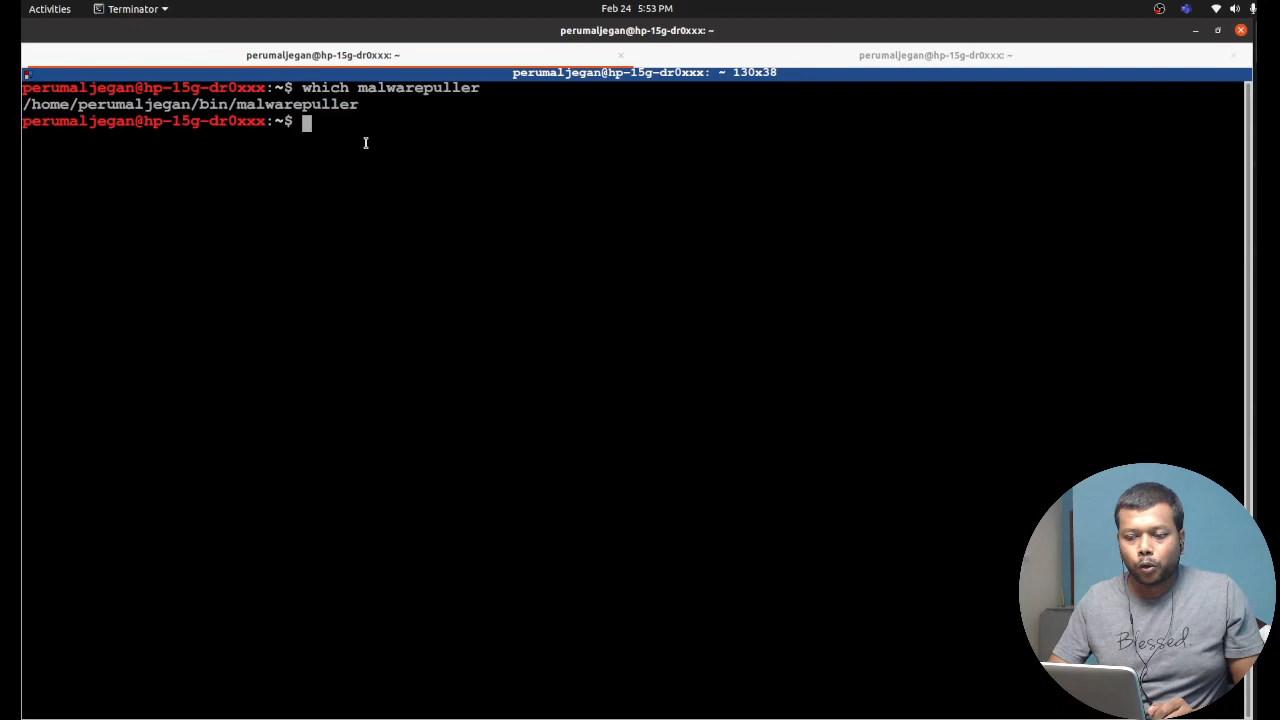 Activities
Terminator
Feb 24 5:53 PM
perumaljegan@hp-15g-dr0xxx: ~
perumaljegan@hp-15g-dr0xxx: ~
perumaljegan@hp-15g-dr0xxx: ~
perumaljegan@hp-15g-dr0xxx: ~ 130x38
perumaljegan@hp-15g-dr0xxx:~$ which malwarepuller
/home/perumaljegan/bin/malwarepuller
perumaljegan@hp-15g-dr0xxx:~$
Blessed.